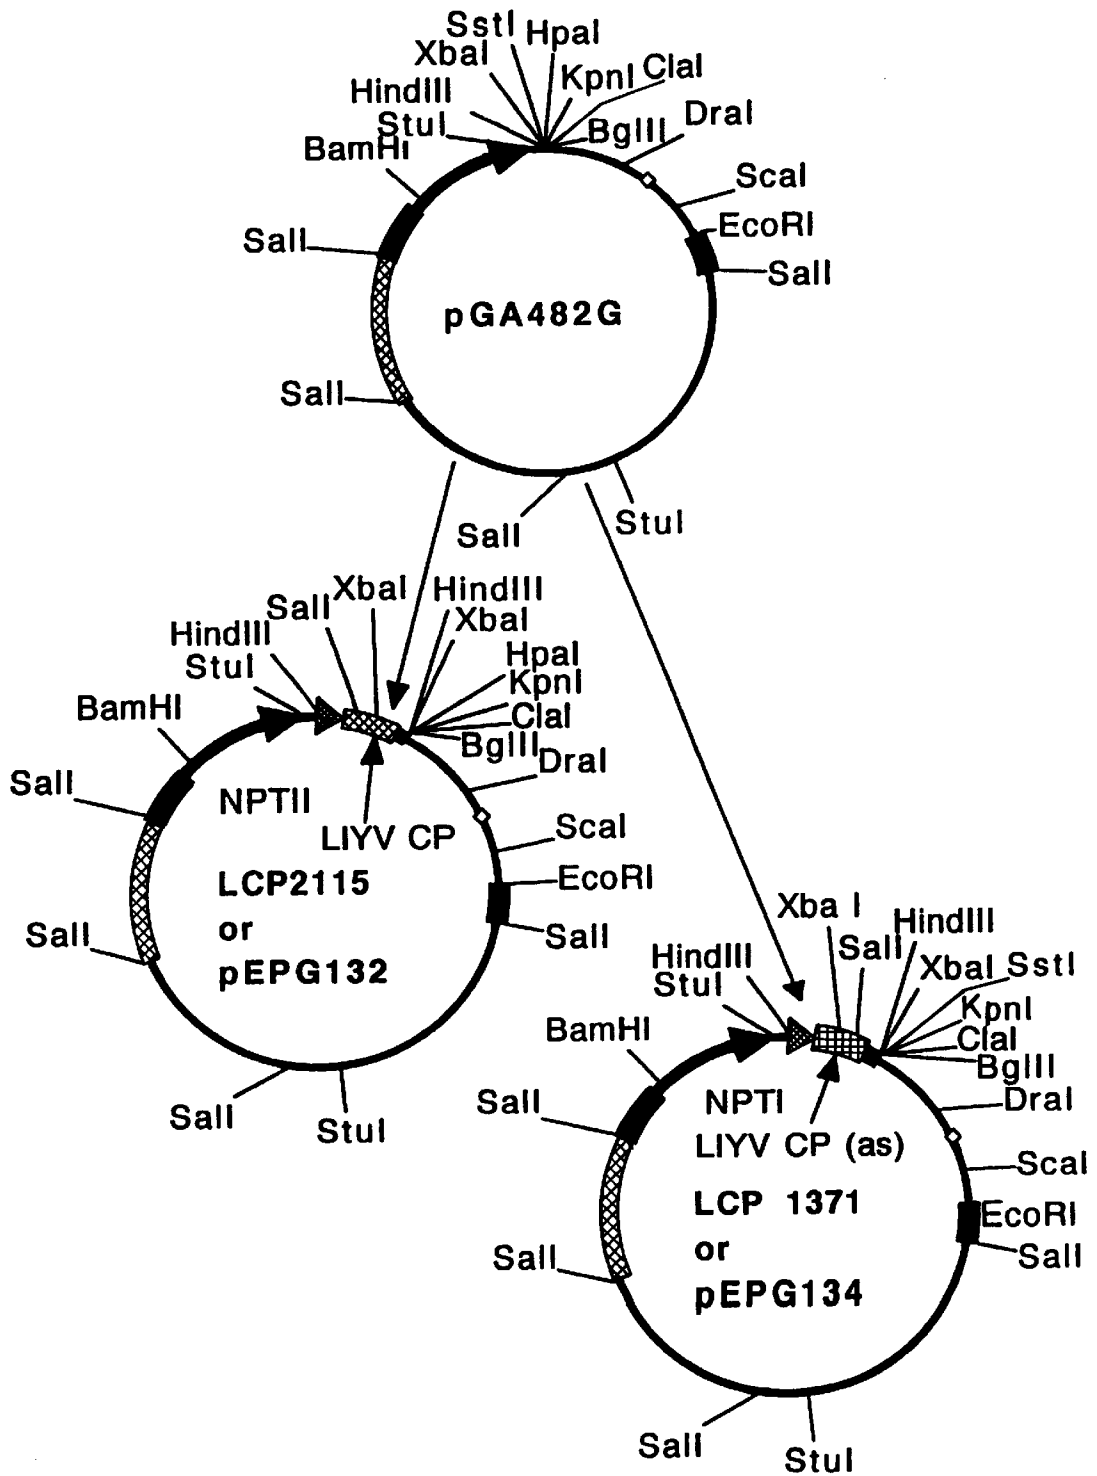 SstI
HpaI
XbaI
KpnI
ClaI
HindIII
StuI
BglII
DraI
BamHI
ScaI
SalI
EcoRI
SalI
pGA482G
SalI
SalI
StuI
XbaI
HindIII
SalI
XbaI
HindIII
StuI
HpaI
KpnI
BamHI
ClaI
BglII
DraI
SalI
NPTII
LIYV CP
ScaI
LCP2115
EcoRI
or
SalI
SalI
pEPG132
SalI
StuI
Xba I
HindIII
SalI
HindIII
XbaI
SstI
StuI
KpnI
BamHI
ClaI
BglII
SalI
NPTI
DraI
LIYV CP (as)
ScaI
LCP 1371
EcoRI
or
SalI
SalI
pEPG134
SalI
StuI